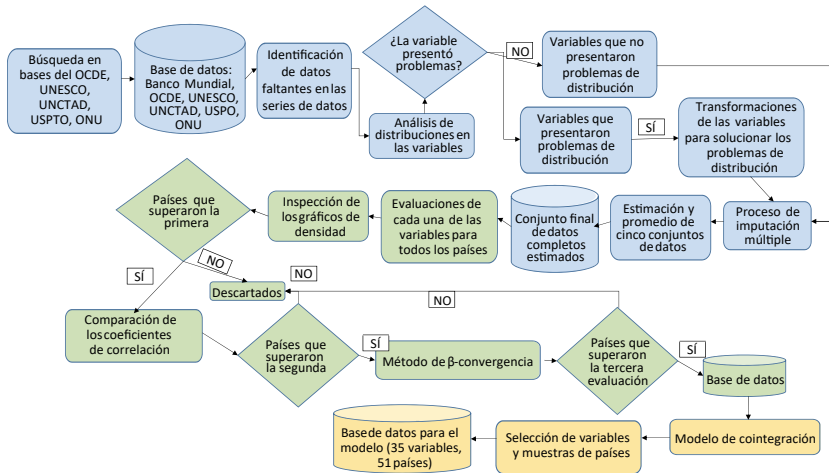 Búsqueda en
bases del OCDE,
UNESCO,
UNCTAD,
USPTO, ONU
Base de datos:
Banco Mundial,
OCDE, UNESCO,
UNCTAD, USPO,
ONU
Identificación
de datos
faltantes en las
series de datos
¿La variable
presentó
problemas?
NO
Variables que no
presentaron
problemas de
distribución
Análisis de
distribuciones en
las variables
Variables que
presentaron
problemas de
distribución
SÍ
Transformaciones
de las variables
para solucionar los
problemas de
distribución
Países que
superaron la
primera
Inspección de
los gráficos de
densidad
Evaluaciones de
cada una de las
variables para
todos los países
Conjunto final
de datos
completos
estimados
Estimación y
promedio de
cinco conjuntos
de datos
Proceso de
imputación
múltiple
SÍ
NO
Descartados
NO
NO
Comparación de
los coeficientes
de correlación
Países que
superaron
la segunda
SÍ
Método de β-convergencia
Países que
superaron
la tercera
evaluación
SÍ
Base de datos
Base de datos para el
modelo (35 variables,
51 países)
Selección de variables
y muestras de países
Modelo de cointegración